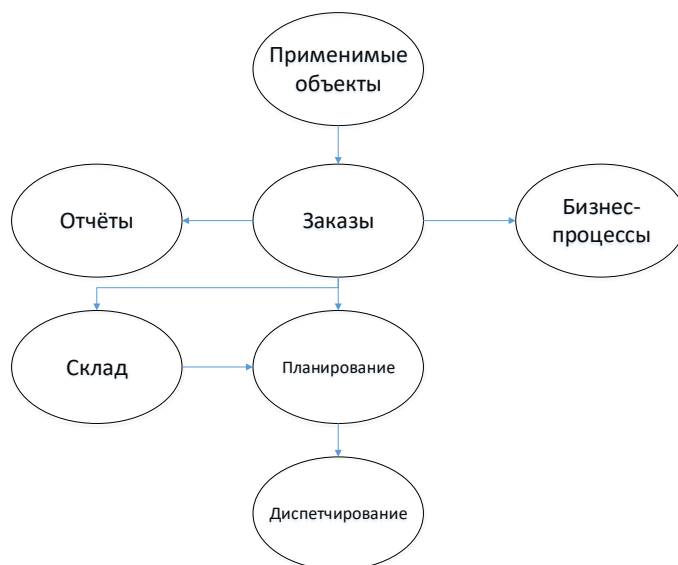 Применимые
объекты
Отчёты
Заказы
Бизнес-
процессы
Склад
Планирование
Диспетчирование